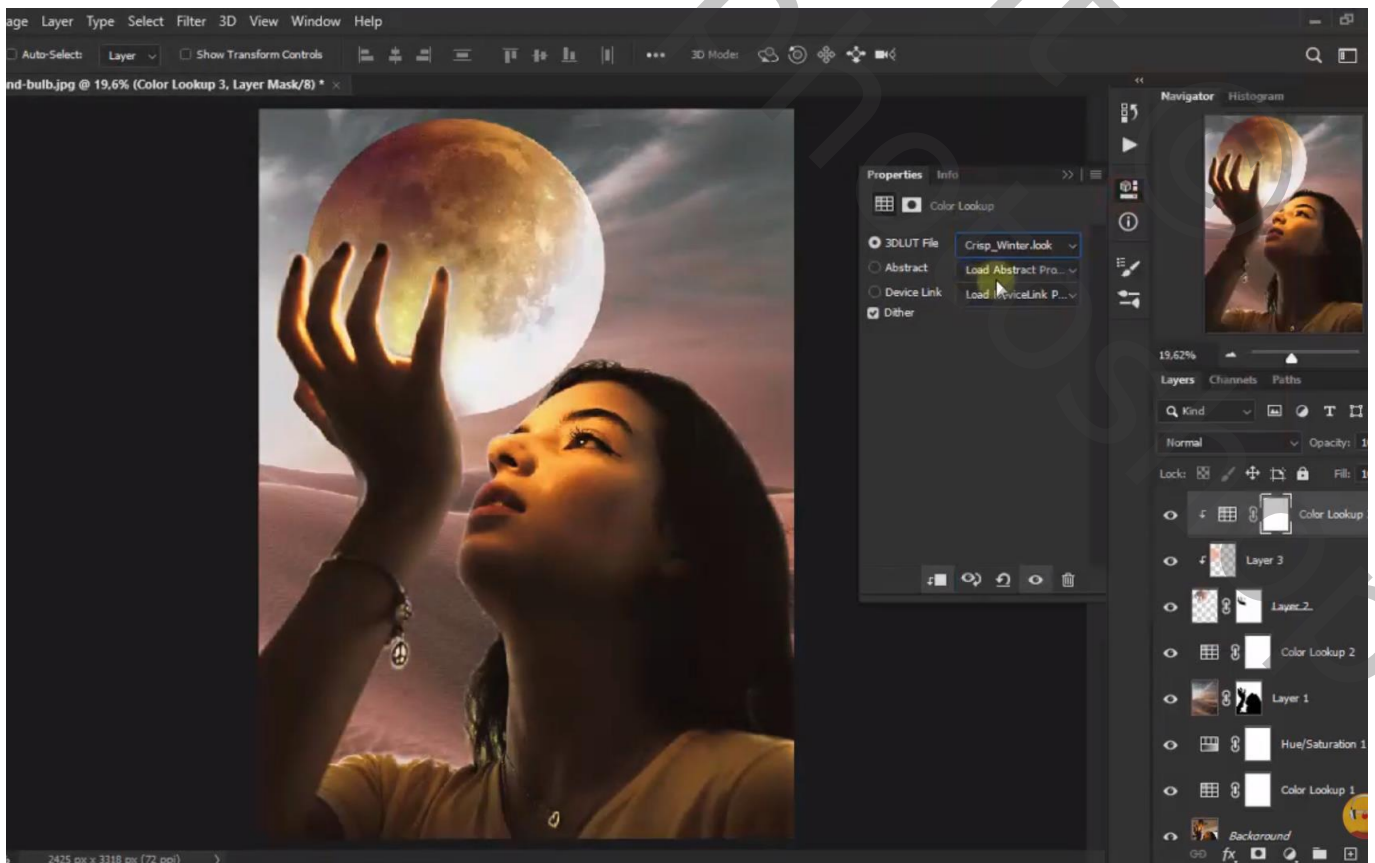 age Layer Type Select Filter 3D View Window Help
Auto-Select: Layer Show Transform Controls 3D Mode:
nd-bulb.jpg @ 19,6% (Color Lookup 3, Layer Mask/8) * ×
Navigator Histogram
Properties Info
Color Lookup
3DLUT File Crisp_Winter.look
Abstract Load Abstract Pro...
Device Link Load DeviceLink P...
Dither
19,62%
Layers Channels Paths
Kind
Normal Opacity: 1
Lock: Fill: 1
Color Lookup
Layer 3
Layer 2
Color Lookup 2
Layer 1
Hue/Saturation 1
Color Lookup 1
Background
fx
2425 px x 3318 px (72 ppi)